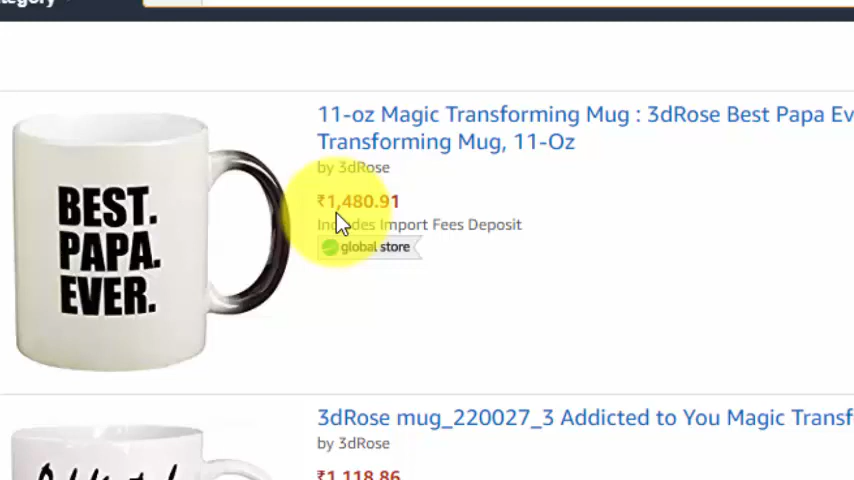 11-oz Magic Transforming Mug : 3dRose Best Papa Ev
Transforming Mug, 11-Oz
by 3dRose
₹1,480.91
Includes Import Fees Deposit
global store
BEST.
PAPA.
EVER.
3dRose mug_220027_3 Addicted to You Magic Transf
by 3dRose
₹1,118.86